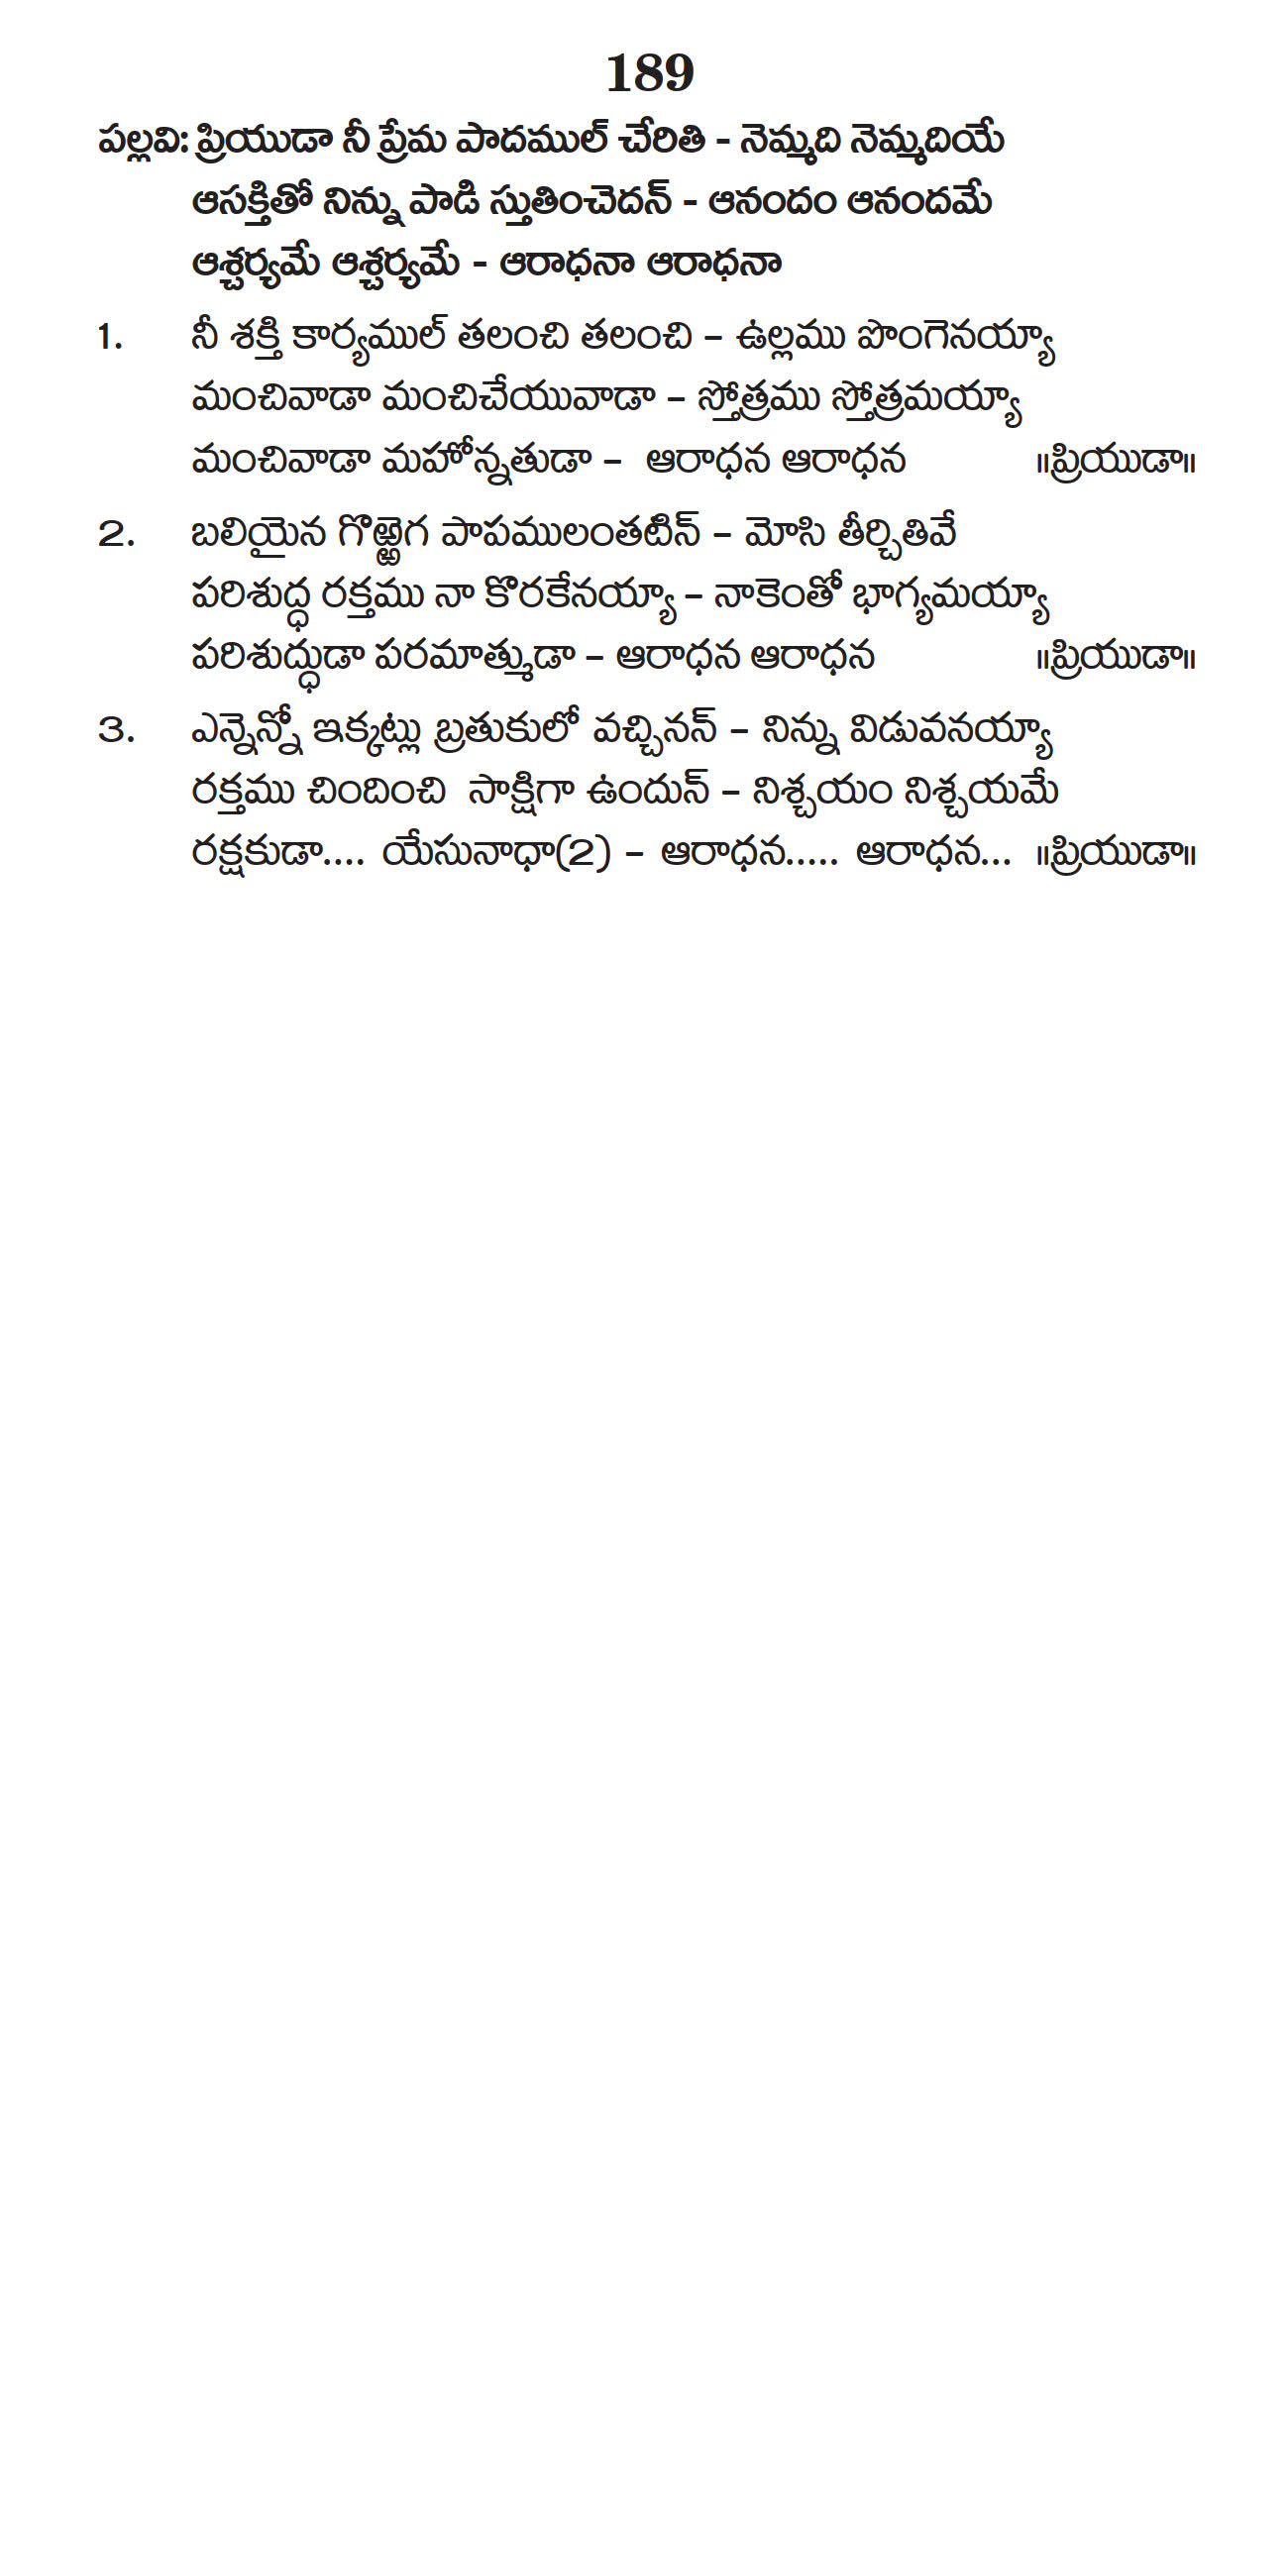 189
పల్లవి: ప్రియుడా నీ ప్రేమ పాదముల్ చేరితి - నెమ్మది నెమ్మదియే
ఆసక్తితో నిన్ను పాడి స్తుతించెదన్ - ఆనందం ఆనందమే
ఆశ్చర్యమే ఆశ్చర్యమే - ఆరాధనా ఆరాధనా
1. నీ శక్తి కార్యముల్ తలంచి తలంచి – ఉల్లము పొంగెనయ్యా
మంచివాడా మంచిచేయువాడా – స్తోత్రము స్తోత్రమయ్యా
మంచివాడా మహోన్నతుడా – ఆరాధన ఆరాధన ॥ప్రియుడా॥
2. బలియైన గొఱ్ఱెగ పాపములంతటిన్ – మోసి తీర్చితివే
పరిశుద్ధ రక్తము నా కొరకేనయ్యా – నాకెంతో భాగ్యమయ్యా
పరిశుద్ధుడా పరమాత్ముడా – ఆరాధన ఆరాధన ॥ప్రియుడా॥
3. ఎన్నెన్నో ఇక్కట్లు బ్రతుకులో వచ్చినన్ – నిన్ను విడువనయ్యా
రక్తము చిందించి సాక్షిగా ఉందున్ – నిశ్చయం నిశ్చయమే
రక్షకుడా.... యేసునాధా(2) – ఆరాధన..... ఆరాధన... ॥ప్రియుడా॥